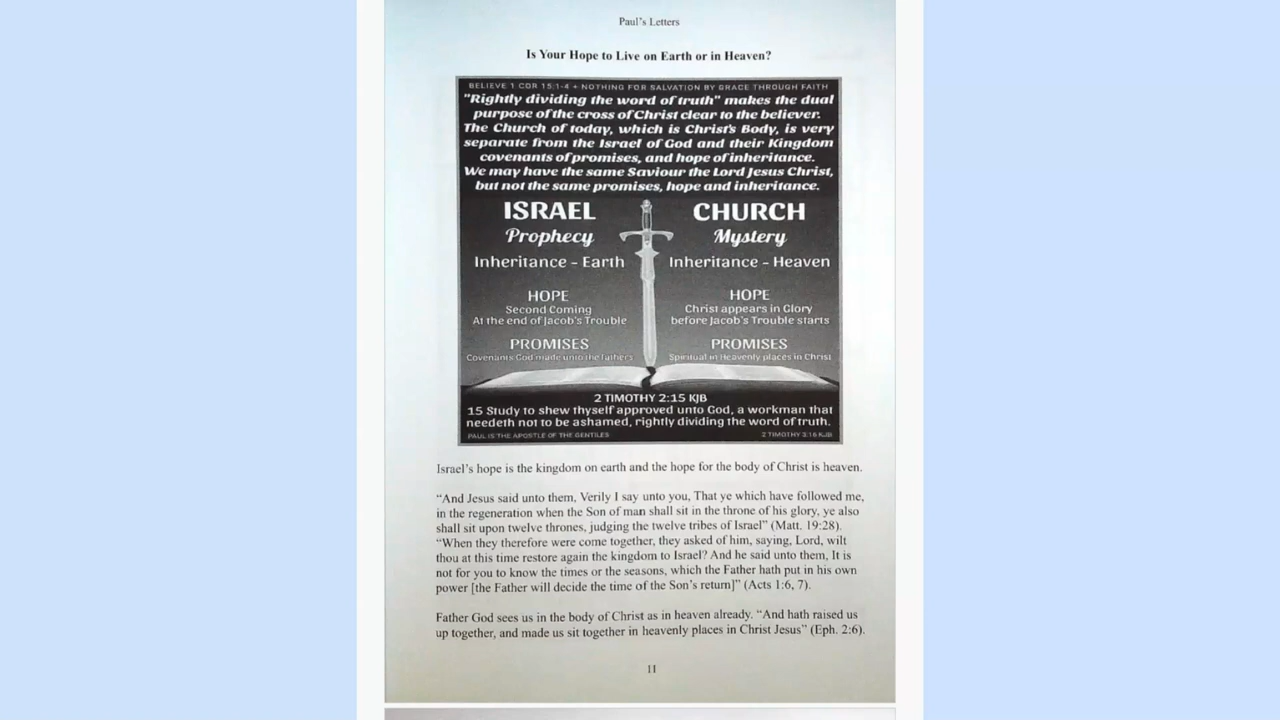 Paul's Letters
Is Your Hope to Live on Earth or in Heaven?
BELIEVE 1 COR 15:1-4 + NOTHING FOR SALVATION BY GRACE THROUGH FAITH
"Rightly dividing the word of truth" makes the dual
purpose of the cross of Christ clear to the believer.
The Church of today, which is Christ's Body, is very
separate from the Israel of God and their Kingdom
covenants of promises, and hope of inheritance.
We may have the same Saviour the Lord Jesus Christ,
but not the same promises, hope and inheritance.
ISRAEL
Prophecy
Inheritance - Earth
HOPE
Second Coming
At the end of Jacob's Trouble
PROMISES
Covenants God made unto the fathers
CHURCH
Mystery
Inheritance - Heaven
HOPE
Christ appears in Glory
before Jacob's Trouble starts
PROMISES
Spiritual in Heavenly places in Christ
2 TIMOTHY 2:15 KJB
15 Study to shew thyself approved unto God, a workman that
needeth not to be ashamed, rightly dividing the word of truth.
PAUL IS THE APOSTLE OF THE GENTILES
2 TIMOTHY 3:16 KJB
Israel's hope is the kingdom on earth and the hope for the body of Christ is heaven.
“And Jesus said unto them, Verily I say unto you, That ye which have followed me,
in the regeneration when the Son of man shall sit in the throne of his glory, ye also
shall sit upon twelve thrones, judging the twelve tribes of Israel” (Matt. 19:28).
“When they therefore were come together, they asked of him, saying, Lord, wilt
thou at this time restore again the kingdom to Israel? And he said unto them, It is
not for you to know the times or the seasons, which the Father hath put in his own
power [the Father will decide the time of the Son's return]” (Acts 1:6, 7).
Father God sees us in the body of Christ as in heaven already. “And hath raised us
up together, and made us sit together in heavenly places in Christ Jesus” (Eph. 2:6).
11